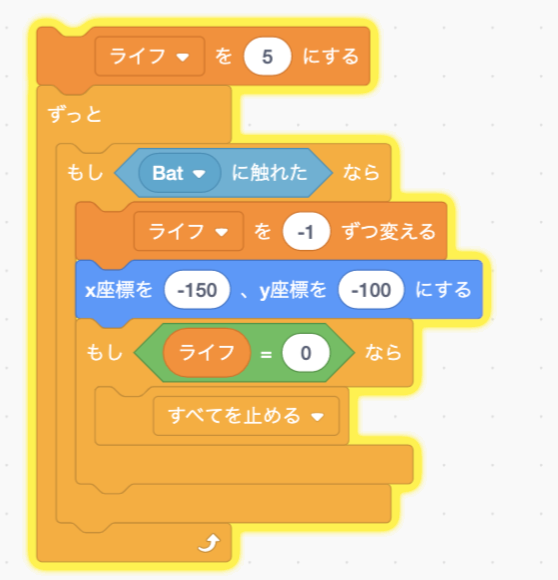 ライフ を 5 にする
ずっと
もし Bat に触れた なら
ライフ を -1 ずつ変える
x座標を -150 、y座標を -100 にする
もし ライフ = 0 なら
すべてを止める